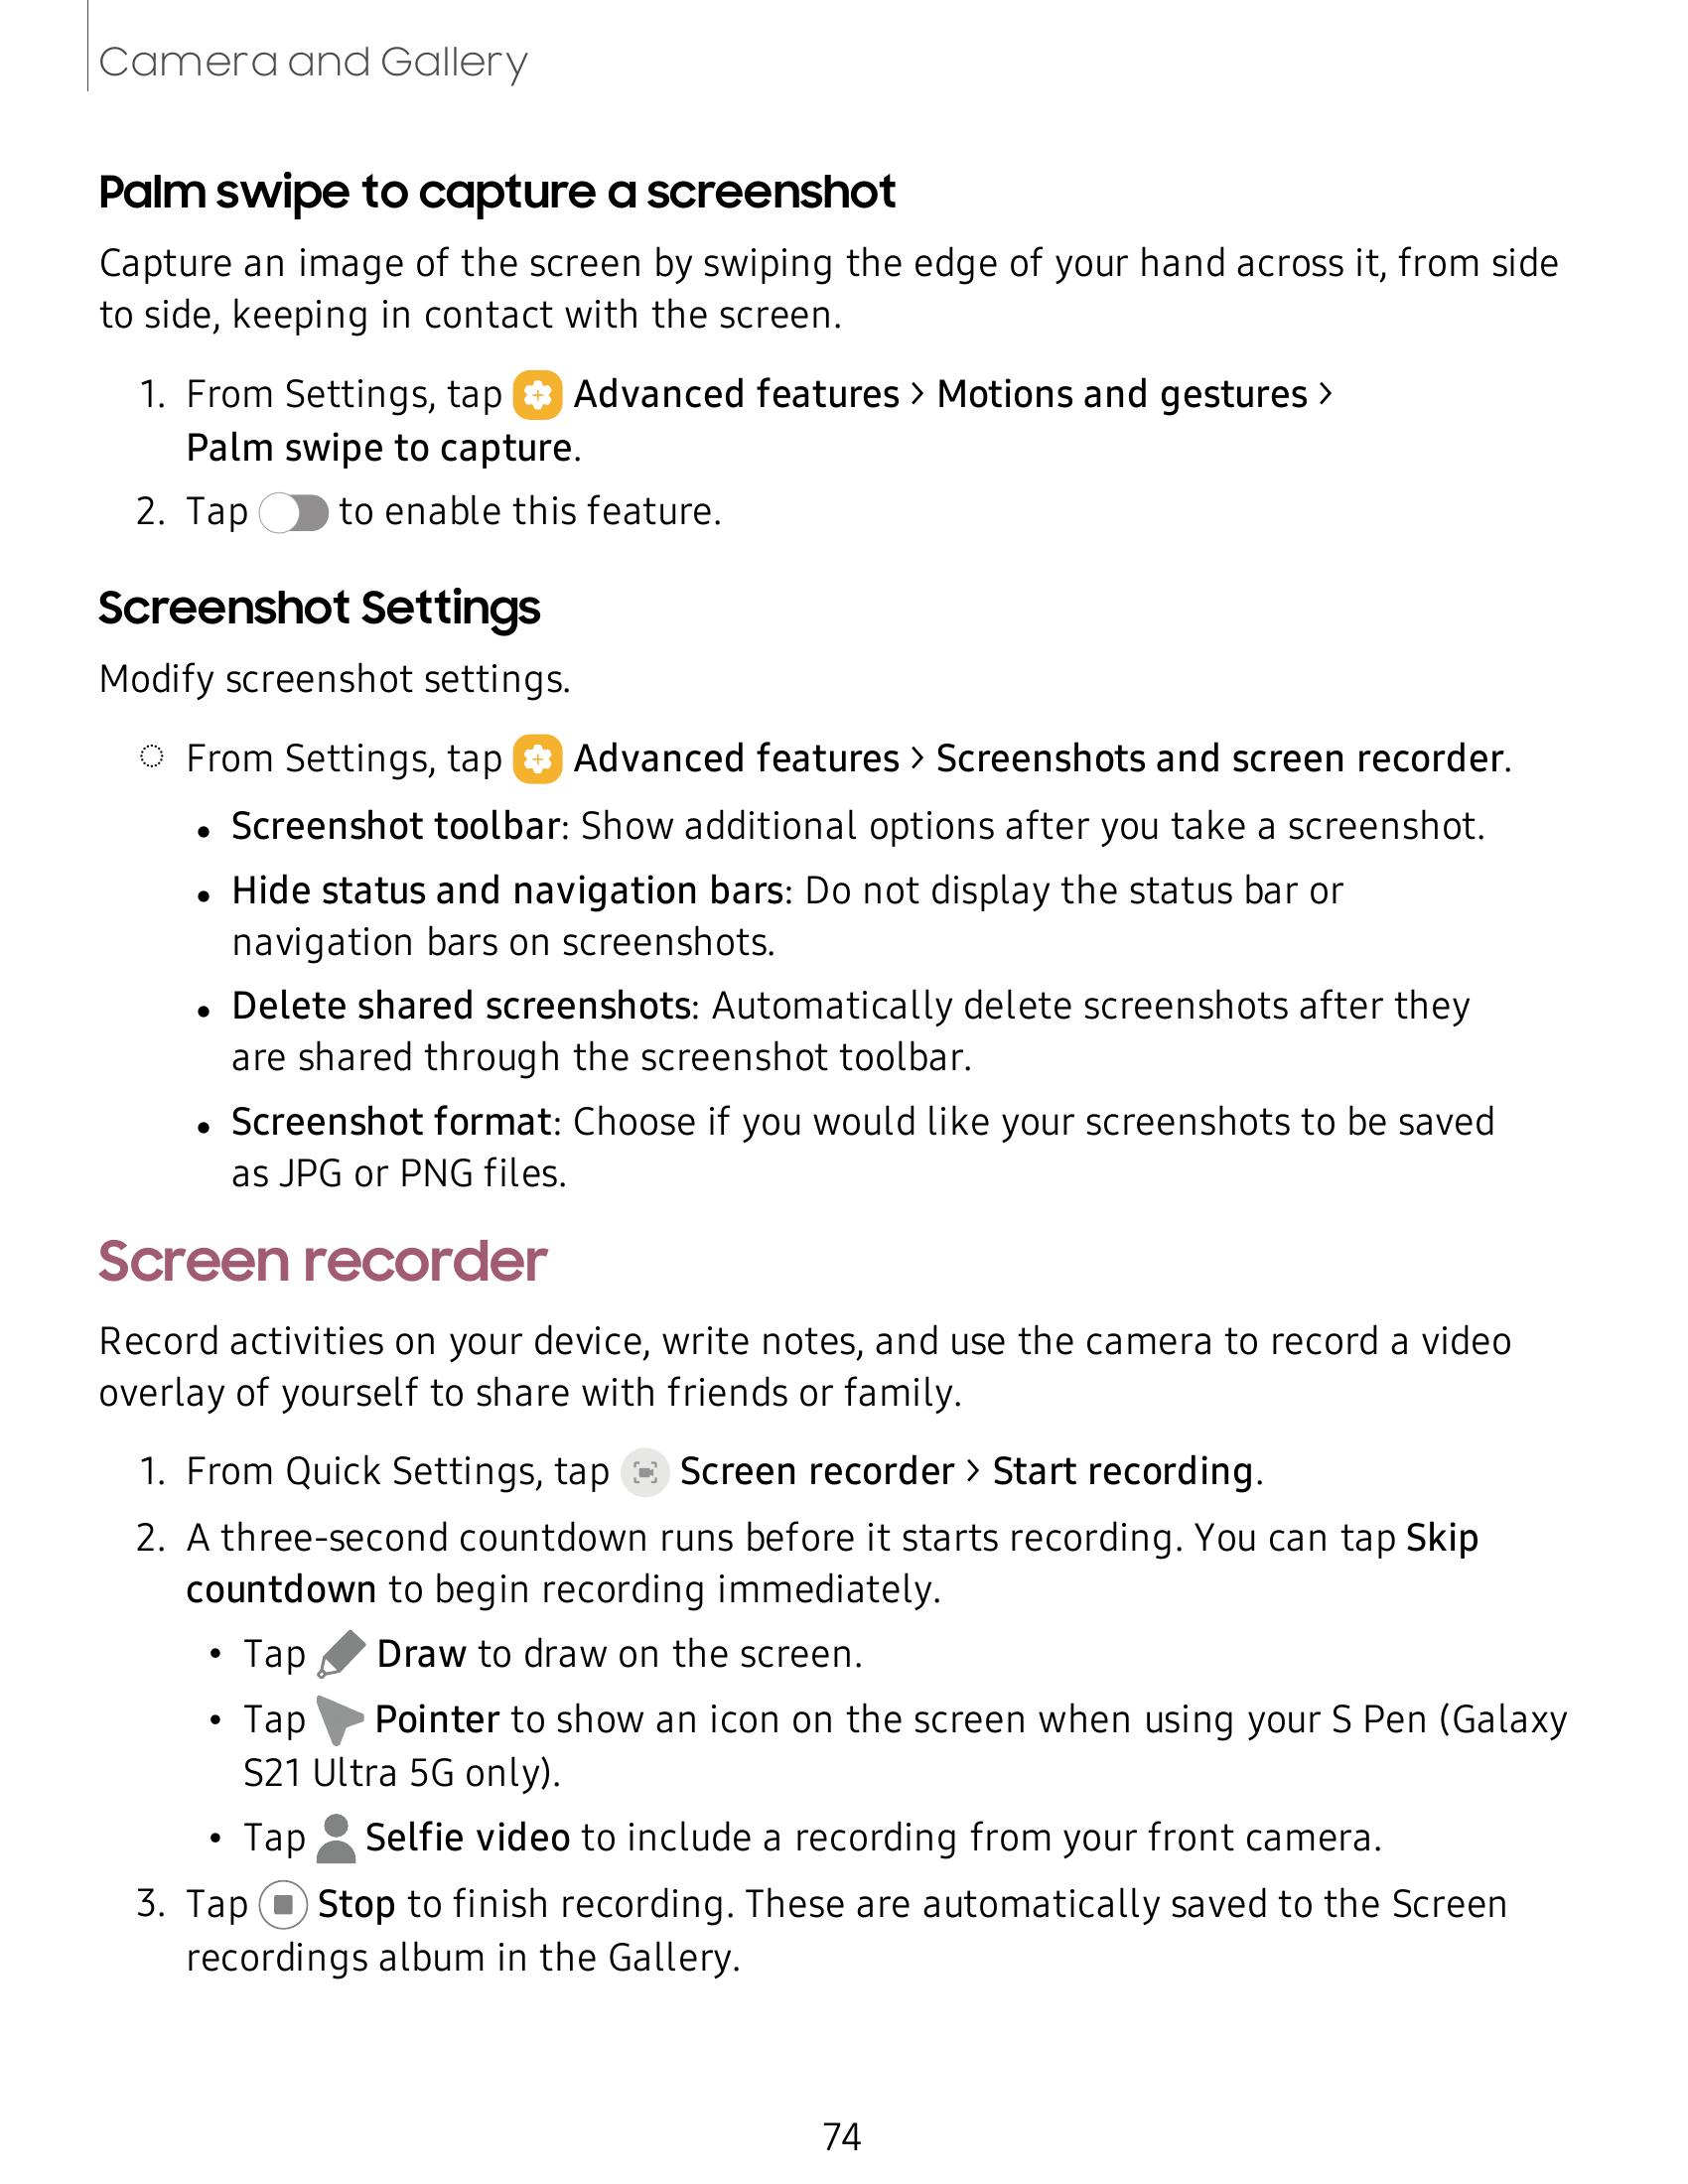 Camera and Gallery
Palm swipe to capture a screenshot
Capture an image of the screen by swiping the edge of your hand across it, from side
to side, keeping in contact with the screen.
1. From Settings, tap Advanced features > Motions and gestures >
Palm swipe to capture.
2. Tap to enable this feature.
Screenshot Settings
Modify screenshot settings.
From Settings, tap Advanced features > Screenshots and screen recorder.
• Screenshot toolbar: Show additional options after you take a screenshot.
• Hide status and navigation bars: Do not display the status bar or
navigation bars on screenshots.
• Delete shared screenshots: Automatically delete screenshots after they
are shared through the screenshot toolbar.
• Screenshot format: Choose if you would like your screenshots to be saved
as JPG or PNG files.
Screen recorder
Record activities on your device, write notes, and use the camera to record a video
overlay of yourself to share with friends or family.
1. From Quick Settings, tap Screen recorder > Start recording.
2. A three-second countdown runs before it starts recording. You can tap Skip
countdown to begin recording immediately.
• Tap Draw to draw on the screen.
• Tap Pointer to show an icon on the screen when using your S Pen (Galaxy
S21 Ultra 5G only).
• Tap Selfie video to include a recording from your front camera.
3. Tap Stop to finish recording. These are automatically saved to the Screen
recordings album in the Gallery.
74